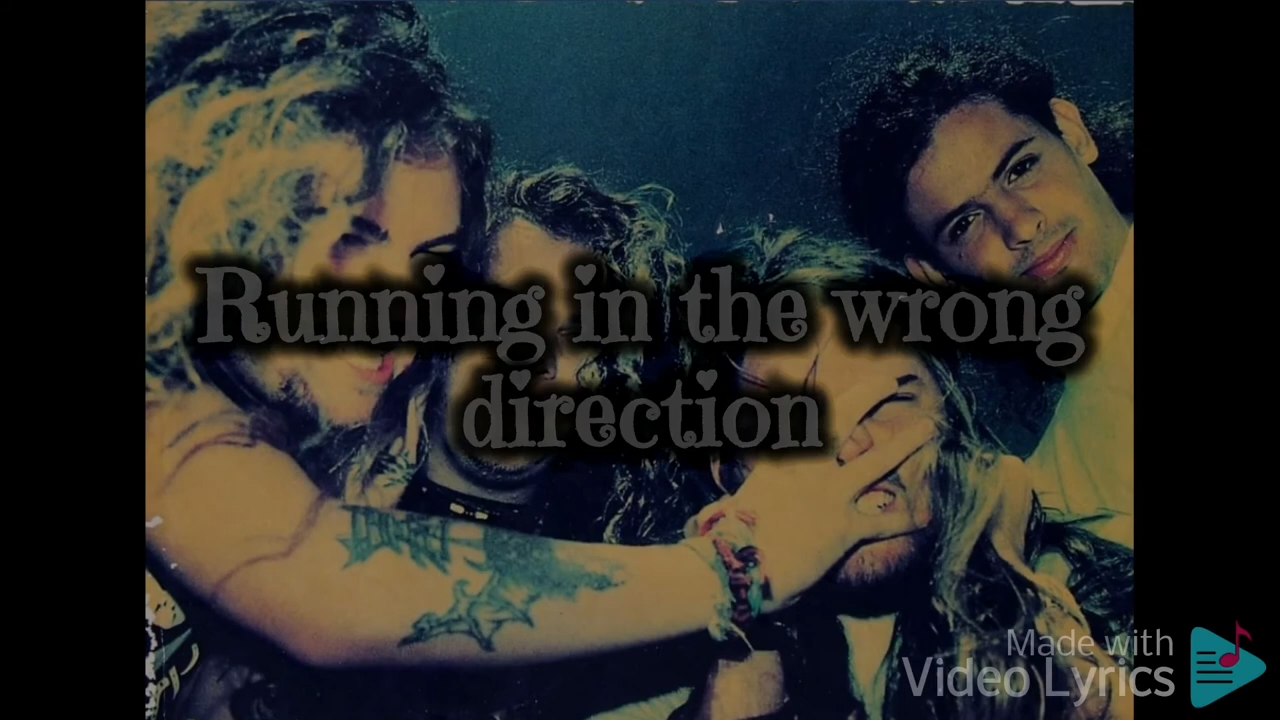 Running in the wrong
direction
Made with
Video Lyrics